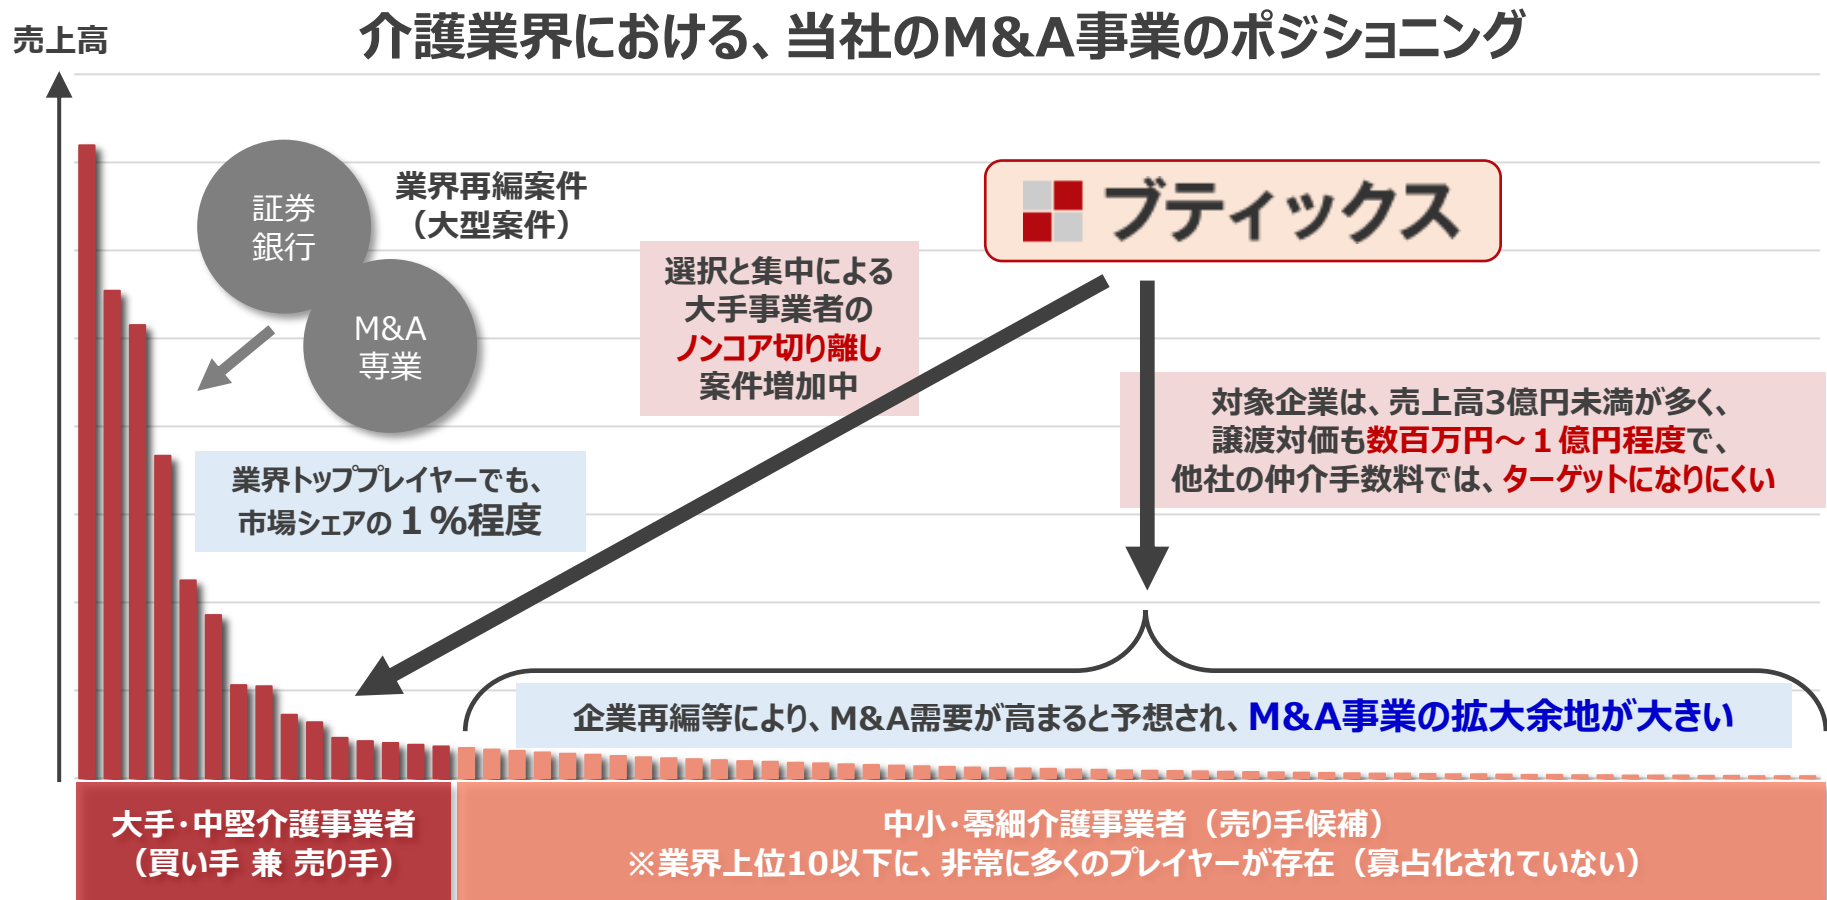 介護業界における、当社のM&A事業のポジショニング
売上高
証券
銀行
M&A
専業
業界再編案件
（大型案件）
ブティックス
選択と集中による
大手事業者の
ノンコア切り離し
案件増加中
対象企業は、売上高3億円未満が多く、
譲渡対価も数百万円～１億円程度で、
他社の仲介手数料では、ターゲットになりにくい
業界トッププレイヤーでも、
市場シェアの１％程度
企業再編等により、M&A需要が高まると予想され、M&A事業の拡大余地が大きい
大手・中堅介護事業者
（買い手 兼 売り手）
中小・零細介護事業者（売り手候補）
※業界上位10以下に、非常に多くのプレイヤーが存在（寡占化されていない）